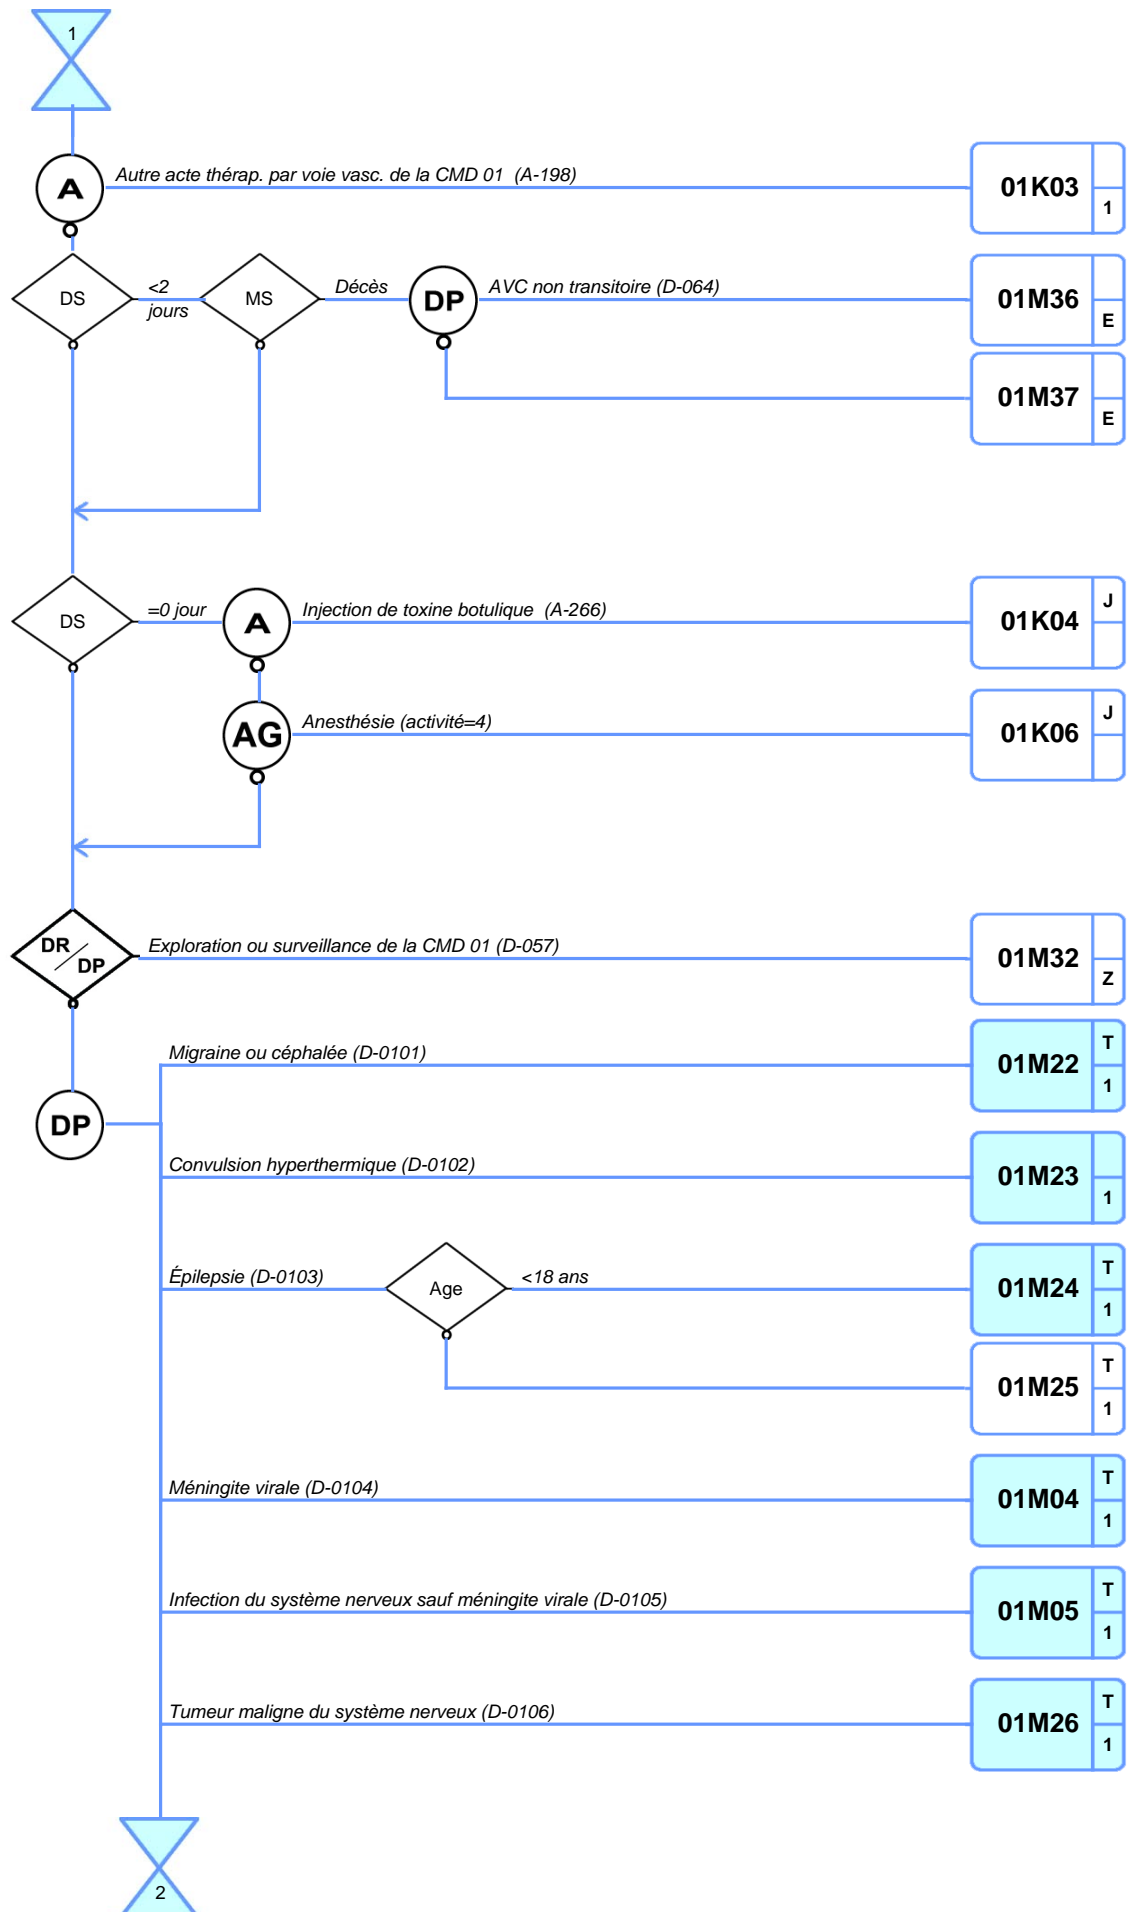 1
A
Autre acte thérap. par voie vasc. de la CMD 01  (A-198)
01K03
1
DS
<2
jours
MS
Décès
DP
AVC non transitoire (D-064)
01M36
E
01M37
E
DS
=0 jour
A
Injection de toxine botulique  (A-266)
01K04
J
AG
Anesthésie (activité=4)
01K06
J
DR
DP
Exploration ou surveillance de la CMD 01 (D-057)
01M32
Z
DP
Migraine ou céphalée (D-0101)
01M22
T
1
Convulsion hyperthermique (D-0102)
01M23
1
Épilepsie (D-0103)
Age
<18 ans
01M24
T
1
01M25
T
1
Méningite virale (D-0104)
01M04
T
1
Infection du système nerveux sauf méningite virale (D-0105)
01M05
T
1
Tumeur maligne du système nerveux (D-0106)
01M26
T
1
2